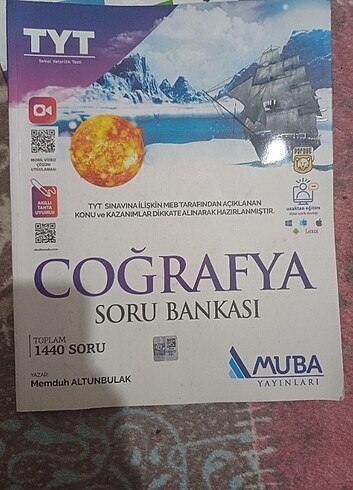 TYT
Temel Yeterlilik Testi
MOBİL VİDEO
ÇÖZÜM
UYGULAMASI
AKILLI
TAHTA
UYUMLU
TYT SINAVINA İLİŞKİN MEB TARAFINDAN AÇIKLANAN
KONU ve KAZANIMLAR DİKKATE ALINARAK HAZIRLANMIŞTIR.
uzaktan eğitim
COĞRAFYA
SORU BANKASI
TOPLAM
1440 SORU
YAZAR:
Memduh ALTUNBULAK
MUBA
YAYINLARI